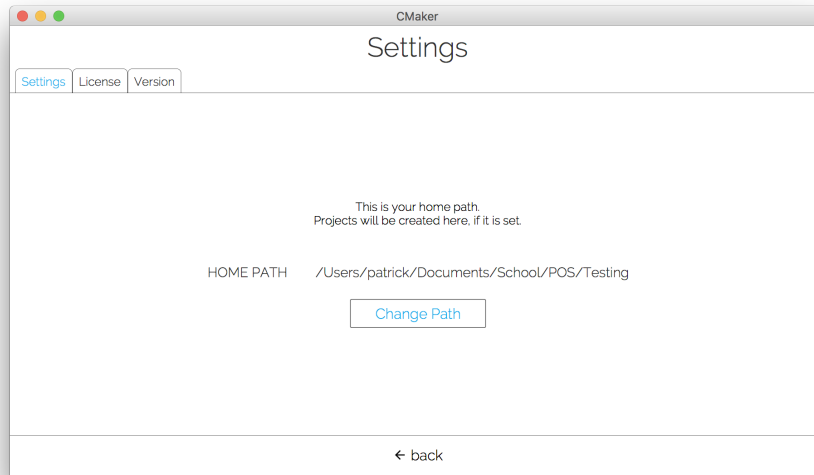 CMaker
Settings
Settings License Version
This is your home path.
Projects will be created here, if it is set.
HOME PATH /Users/patrick/Documents/School/POS/Testing
Change Path
← back